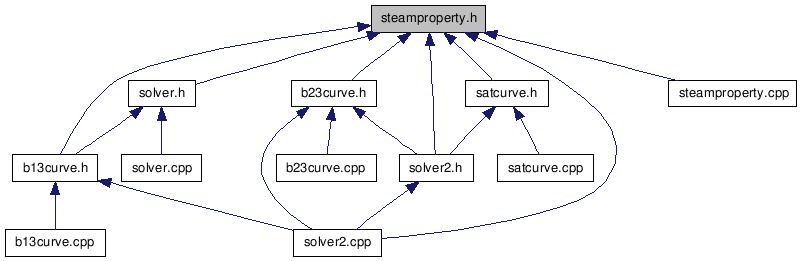 steamproperty.h
solver.h
b23curve.h
satcurve.h
steamproperty.cpp
b13curve.h
solver.cpp
b23curve.cpp
solver2.h
satcurve.cpp
b13curve.cpp
solver2.cpp